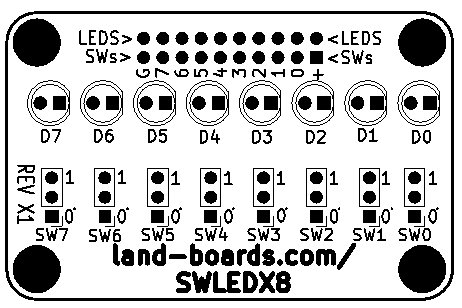 LEDS> <LEDS
SWs> <SWs
G 7 6 5 4 3 2 1 0 +
D7 D6 D5 D4 D3 D2 D1 D0
REV X1
1 1 1 1 1 1 1 1
0 0 0 0 0 0 0 0
SW7 SW6 SW5 SW4 SW3 SW2 SW1 SW0
land-boards.com/
SWLEDX8